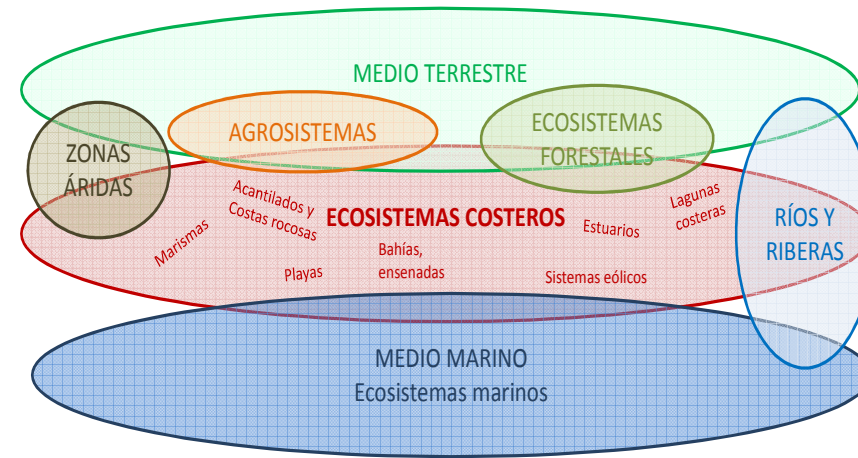 MEDIO TERRESTRE
AGROSISTEMAS
ECOSISTEMAS
FORESTALES
ZONAS
ÁRIDAS
Acantilados y
Costas rocosas
ECOSISTEMAS COSTEROS
Lagunas
costeras
RÍOS Y
RIBERAS
Marismas
Estuarios
Bahías,
ensenadas
Playas
Sistemas eólicos
MEDIO MARINO
Ecosistemas marinos